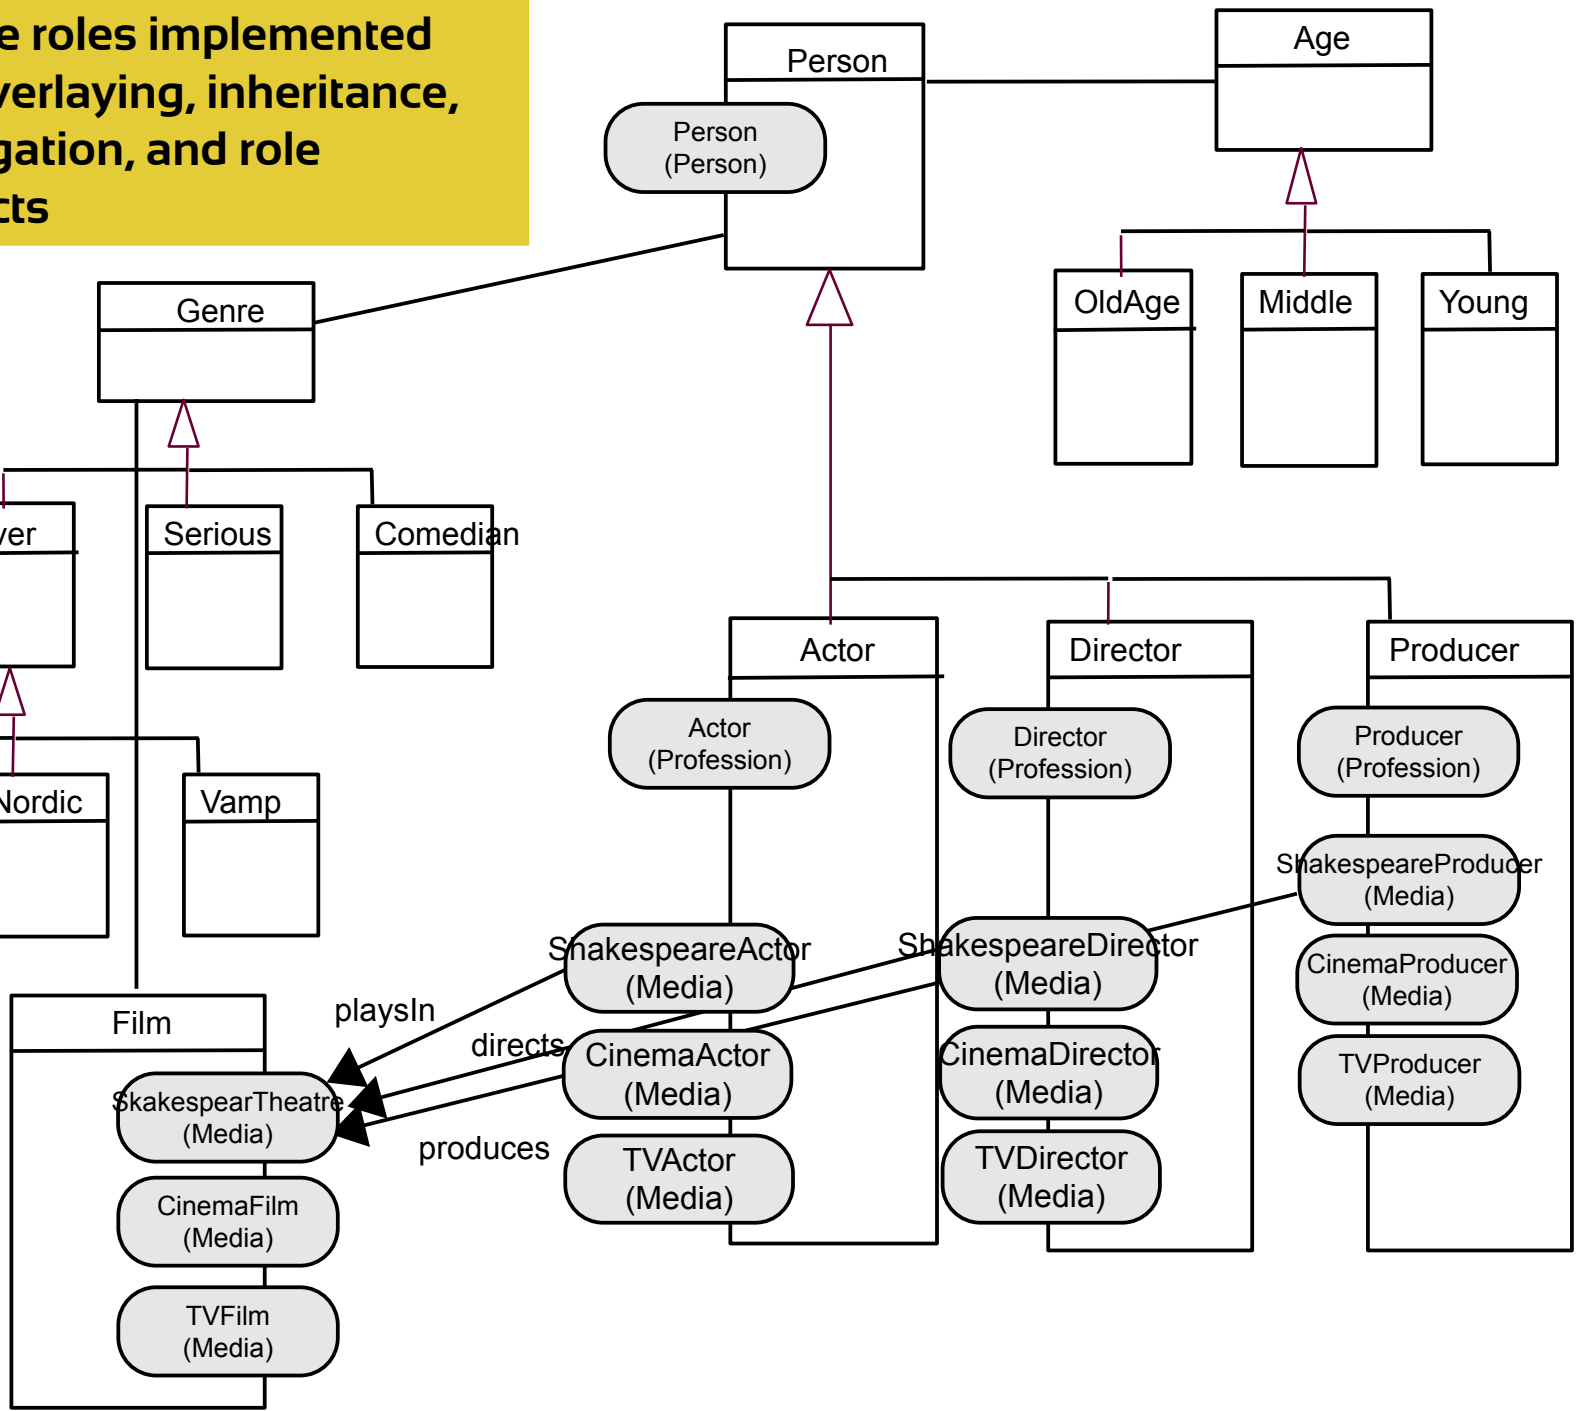 e roles implemented
verlaying, inheritance,
gation, and role
cts
Person
Age
Person
(Person)
OldAge
Middle
Young
Genre
ver
Serious
Comedian
Actor
Director
Producer
Actor
(Profession)
Director
(Profession)
Producer
(Profession)
Nordic
Vamp
ShakespeareProducer
(Media)
ShakespeareActor
(Media)
ShakespeareDirector
(Media)
CinemaProducer
(Media)
playsIn
Film
directs
CinemaActor
(Media)
CinemaDirector
(Media)
TVProducer
(Media)
SkakespearTheatre
(Media)
produces
TVActor
(Media)
TVDirector
(Media)
CinemaFilm
(Media)
TVFilm
(Media)